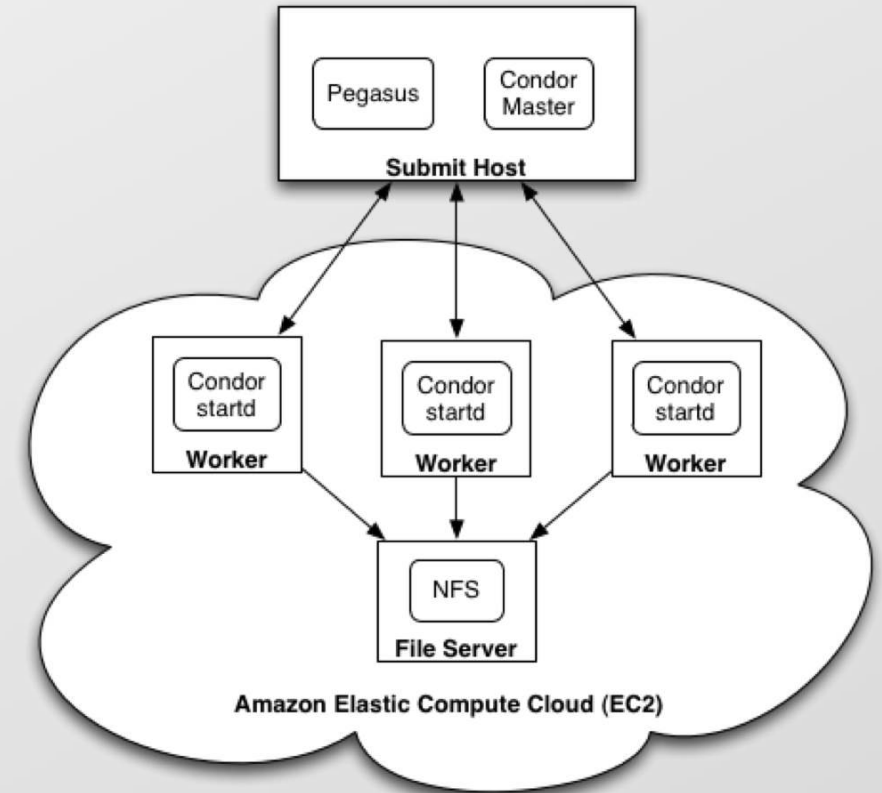 Pegasus
Condor
Master
Submit Host
Condor
startd
Worker
Condor
startd
Worker
Condor
startd
Worker
NFS
File Server
Amazon Elastic Compute Cloud (EC2)